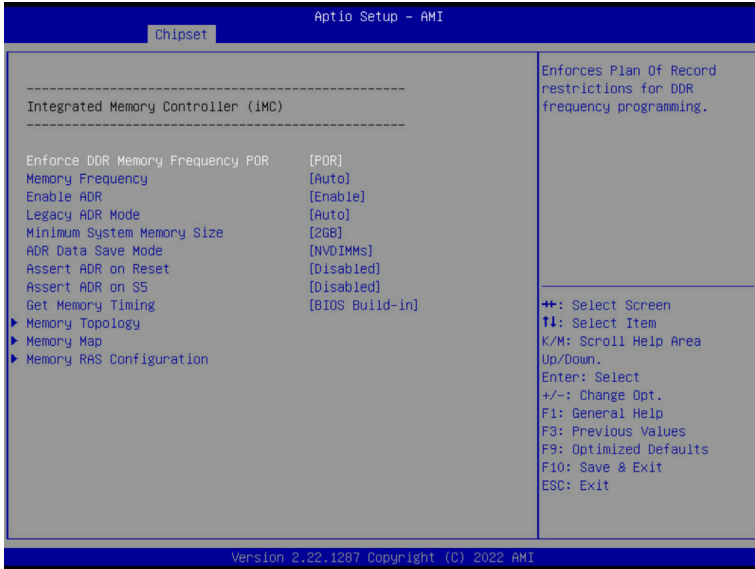 Aptio Setup – AMI
Chipset
Integrated Memory Controller (iMC)
Enforce DDR Memory Frequency POR [POR]
Memory Frequency [Auto]
Enable ADR [Enable]
Legacy ADR Mode [Auto]
Minimum System Memory Size [2GB]
ADR Data Save Mode [NVDIMMs]
Assert ADR on Reset [Disabled]
Assert ADR on S5 [Disabled]
Get Memory Timing [BIOS Build-in]
Memory Topology
Memory Map
Memory RAS Configuration
Enforces Plan Of Record
restrictions for DDR
frequency programming.
→←: Select Screen
↑↓: Select Item
K/M: Scroll Help Area
Up/Down.
Enter: Select
+/-: Change Opt.
F1: General Help
F3: Previous Values
F9: Optimized Defaults
F10: Save & Exit
ESC: Exit
Version 2.22.1287 Copyright (C) 2022 AMI